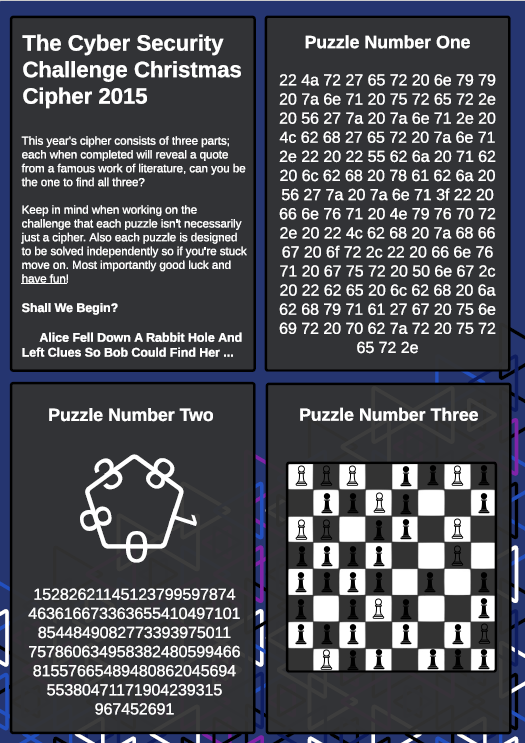 The Cyber Security
Challenge Christmas
Cipher 2015
This year's cipher consists of three parts;
each when completed will reveal a quote
from a famous work of literature, can you be
the one to find all three?
Keep in mind when working on the
challenge that each puzzle isn't necessarily
just a cipher. Also each puzzle is designed
to be solved independently so if you're stuck
move on. Most importantly good luck and
have fun!
Shall We Begin?
Alice Fell Down A Rabbit Hole And
Left Clues So Bob Could Find Her ...
Puzzle Number One
22 4a 72 27 65 72 20 6e 79 79
20 7a 6e 71 20 75 72 65 72 2e
20 56 27 7a 20 7a 6e 71 2e 20
4c 62 68 27 65 72 20 7a 6e 71
2e 22 20 22 55 62 6a 20 71 62
20 6c 62 68 20 78 61 62 6a 20
56 27 7a 20 7a 6e 71 3f 22 20
66 6e 76 71 20 4e 79 76 70 72
2e 20 22 4c 62 68 20 7a 68 66
67 20 6f 72 2c 22 20 66 6e 76
71 20 67 75 72 20 50 6e 67 2c
20 22 62 65 20 6c 62 68 20 6a
62 68 79 71 61 27 67 20 75 6e
69 72 20 70 62 7a 72 20 75 72
65 72 2e
Puzzle Number Two
2
8
7
0
8
15282621145123799597874
46361667336365541049710​1
85448490827733939750​11
757860634958382480599466
81557665489480862045694
55380471171904239315
967452691
Puzzle Number Three